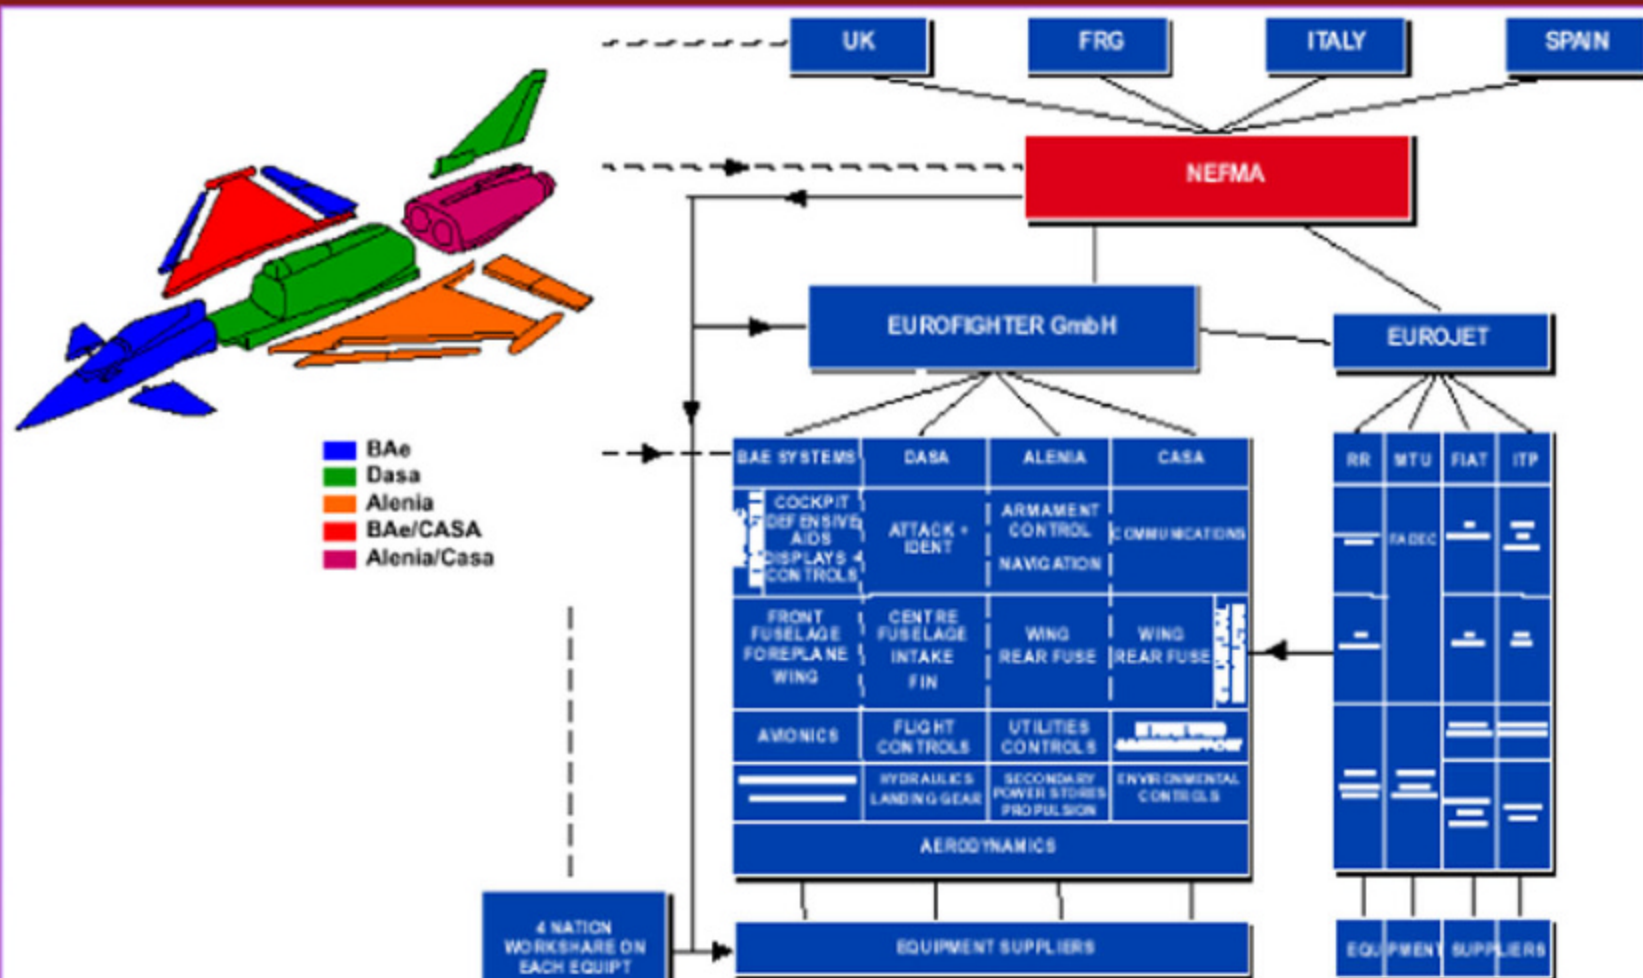 UK
FRG
ITALY
SPAIN
NEFMA
EUROFIGHTER GmbH
EUROJET
BAe
Dasa
Alenia
BAe/CASA
Alenia/Casa
BAE SYSTEMS
DASA
ALENIA
CASA
RR
MTU
FIAT
ITP
COCKPIT
DEFENSIVE
AIDS
DISPLAYS +
CONTROLS
ATTACK +
IDENT
ARMAMENT
CONTROL
NAVIGATION
COMMUNICATIONS
FADEC
FRONT
FUSELAGE
FOREPLANE
WING
CENTRE
FUSELAGE
INTAKE
FIN
WING
REAR FUSE
WING
REAR FUSE
AVIONICS
FLIGHT
CONTROLS
UTILITIES
CONTROLS
HYDRAULICS
LANDING GEAR
SECONDARY
POWER STORES
PROPULSION
ENVIRONMENTAL
CONTROLS
AERODYNAMICS
4 NATION
WORKSHARE ON
EACH EQUIPT
EQUIPMENT SUPPLIERS
EQUIPMENT SUPPLIERS